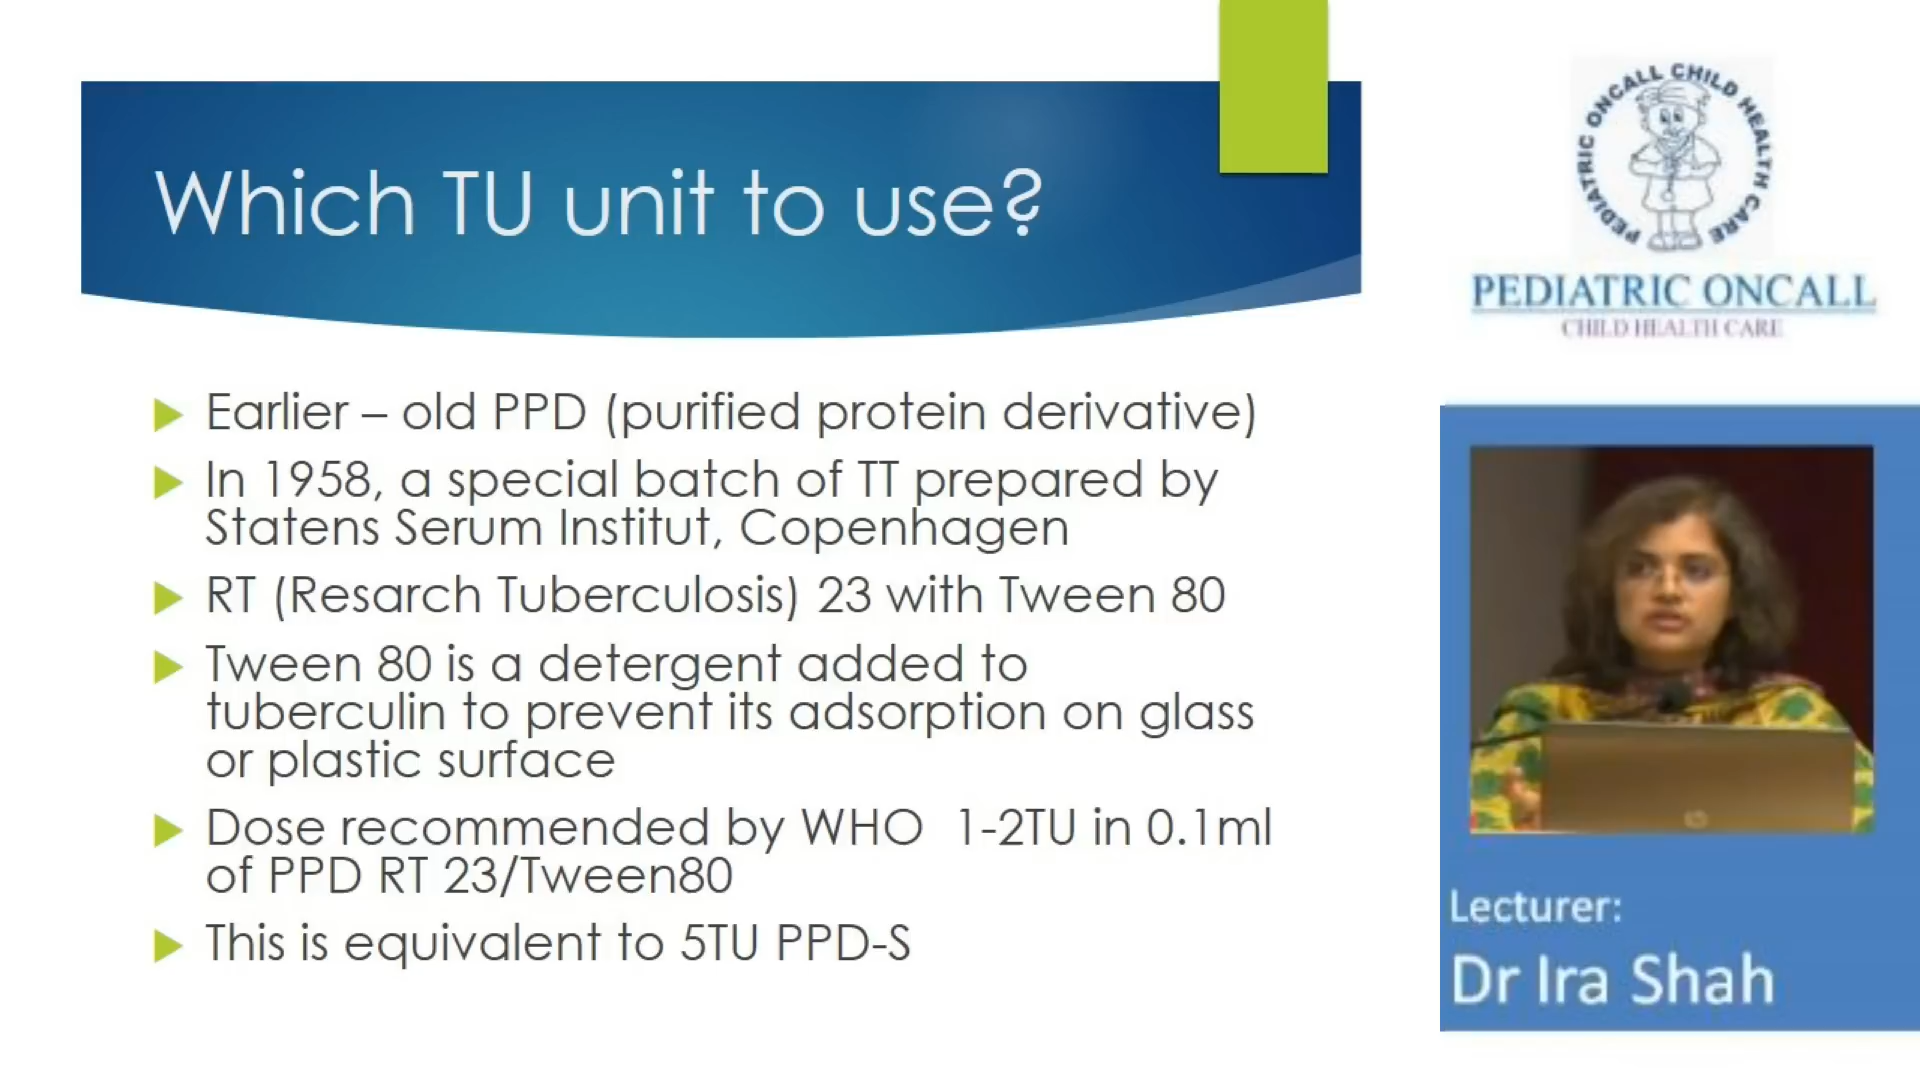 Which TU unit to use?
Earlier – old PPD (purified protein derivative)
In 1958, a special batch of TT prepared by
Statens Serum Institut, Copenhagen
RT (Resarch Tuberculosis) 23 with Tween 80
Tween 80 is a detergent added to
tuberculin to prevent its adsorption on glass
or plastic surface
Dose recommended by WHO 1-2TU in 0.1ml
of PPD RT 23/Tween80
This is equivalent to 5TU PPD-S
PEDIATRIC ONCALL CHILD HEALTH CARE
PEDIATRIC ONCALL
CHILD HEALTH CARE
Lecturer:
Dr Ira Shah